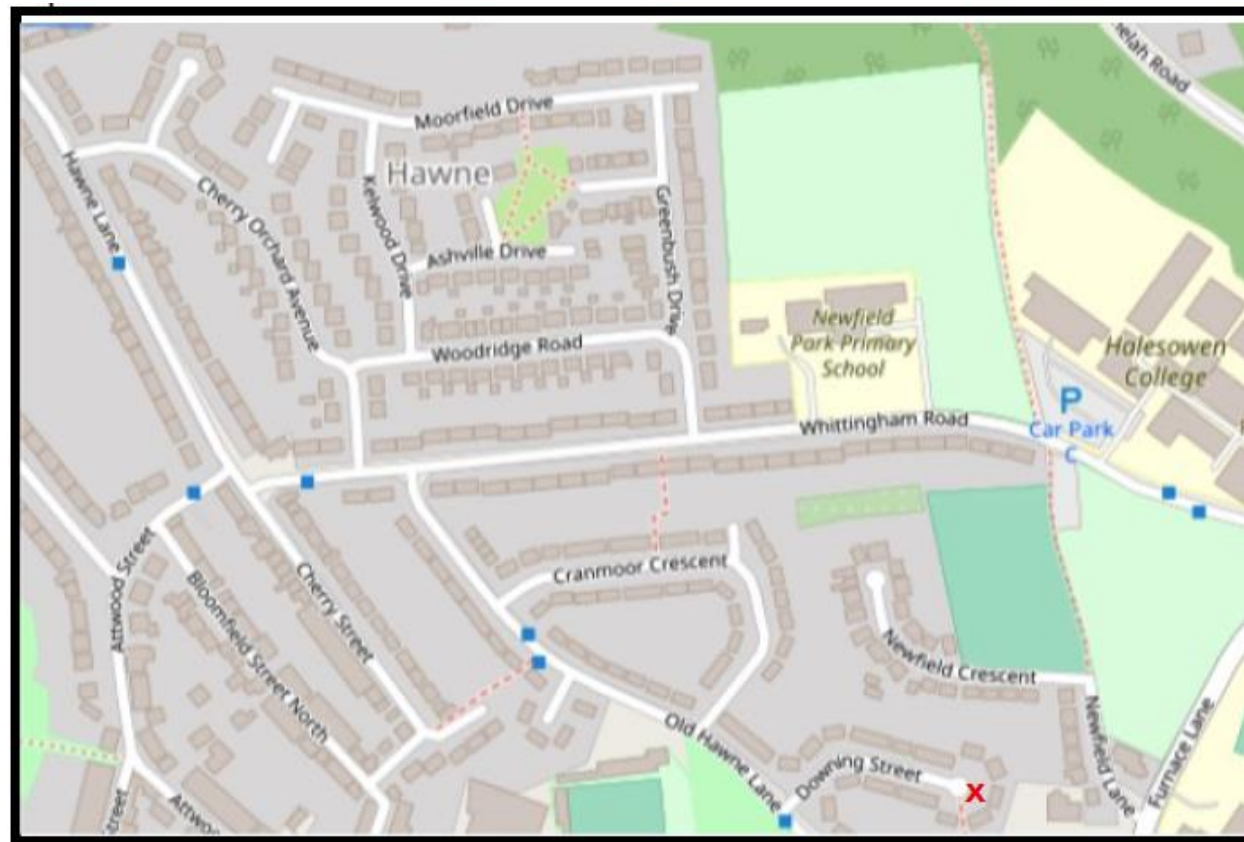 Moorfield Drive
Hawne
Hawne Lane
Cherry Orchard Avenue
Kelwood Drive
Ashville Drive
Greenbush Drive
Woodridge Road
Newfield
Park Primary
School
Halesowen
College
P
Car Park
C
Whittingham Road
Attwood Street
Bloomfield Street North
Cherry Street
Cranmoor Crescent
Newfield Crescent
Old Hawne Lane
Downing Street
X
Newfield Lane
Furnace Lane
Road